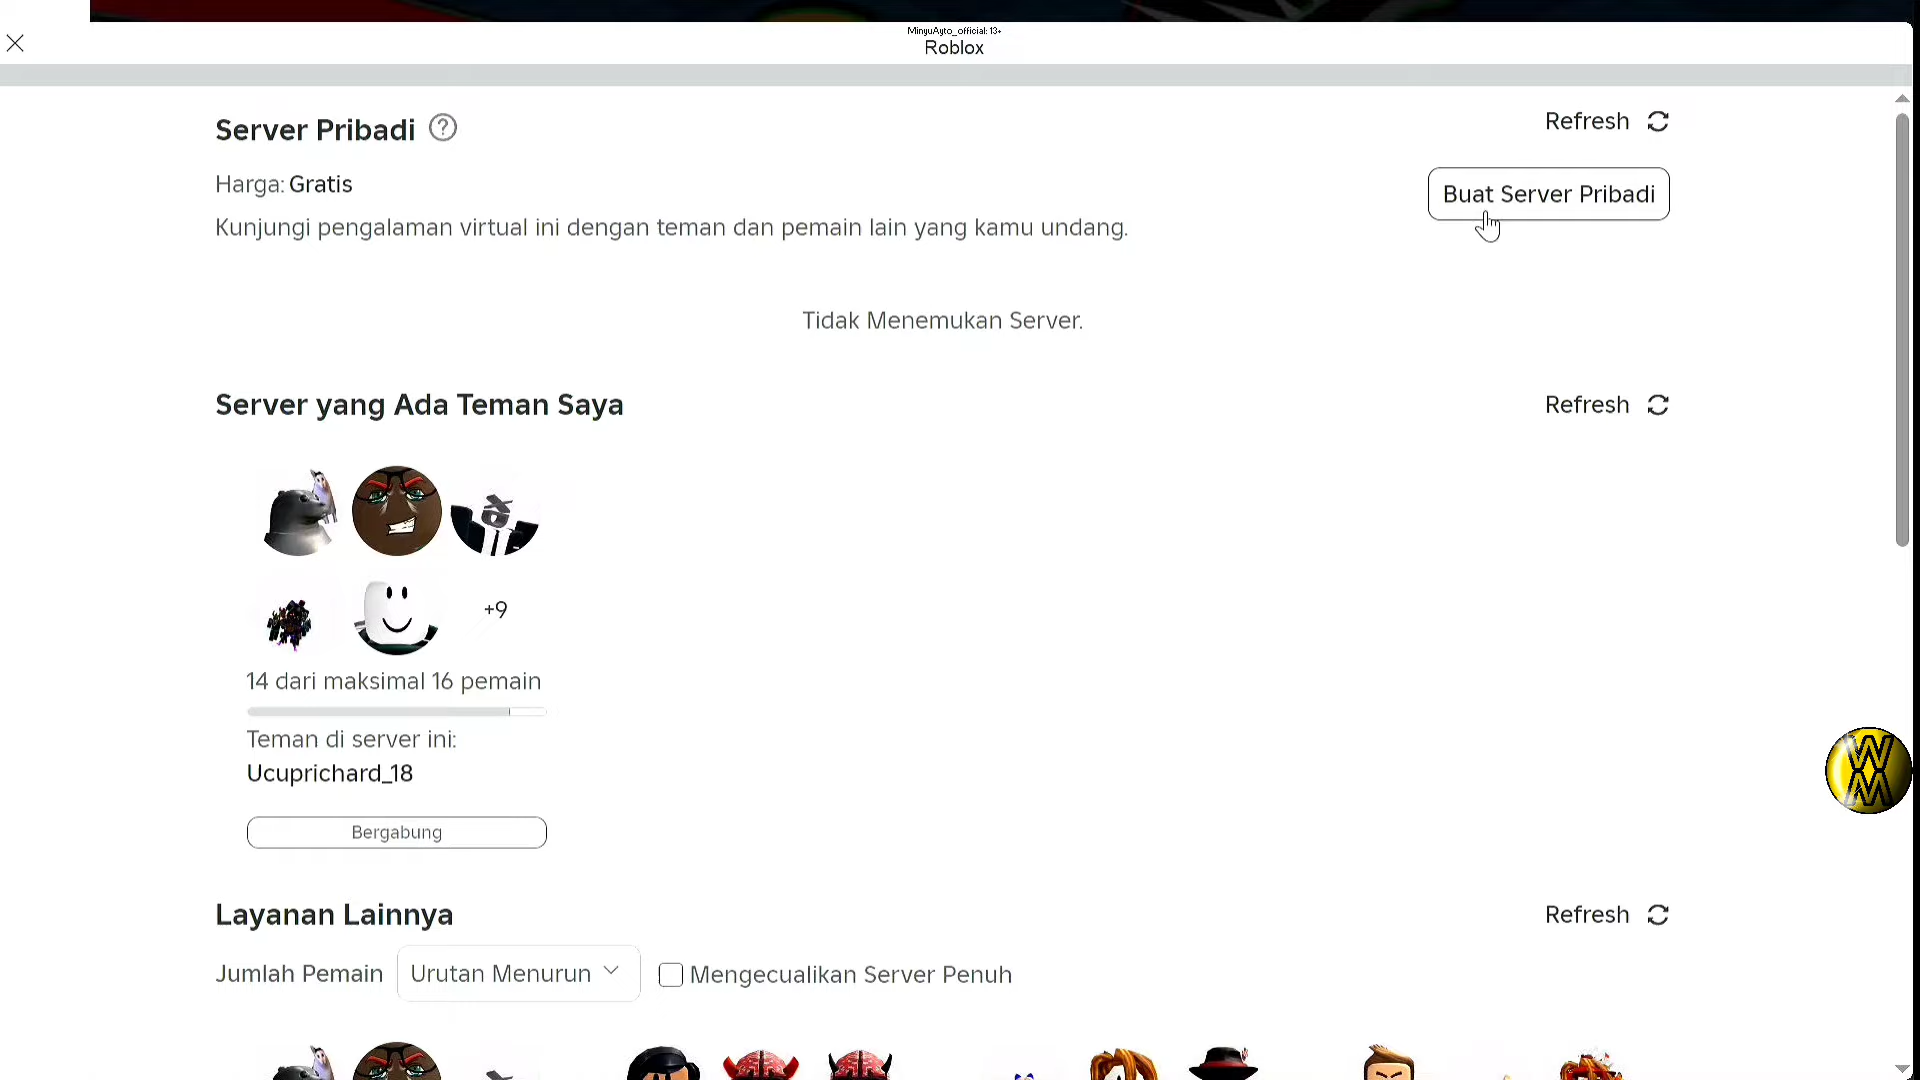 MinyuAyto_official: 13+
Roblox
Server Pribadi
Refresh
Harga: Gratis
Buat Server Pribadi
Kunjungi pengalaman virtual ini dengan teman dan pemain lain yang kamu undang.
Tidak Menemukan Server.
Server yang Ada Teman Saya
Refresh
+9
14 dari maksimal 16 pemain
Teman di server ini:
Ucuprichard_18
Bergabung
Layanan Lainnya
Refresh
Jumlah Pemain
Urutan Menurun
Mengecualikan Server Penuh
WM